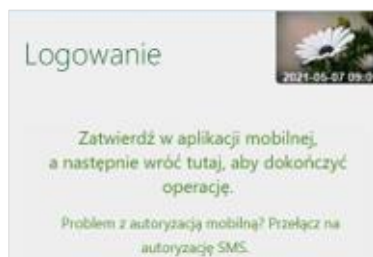 Logowanie
2021-05-07 09:0
Zatwierdź w aplikacji mobilnej,
a następnie wróć tutaj, aby dokończyć
operację.
Problem z autoryzacją mobilną? Przełącz na
autoryzację SMS.